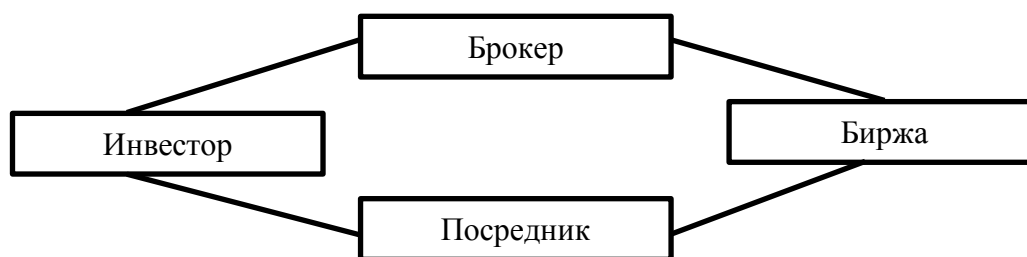 Брокер
Инвестор
Биржа
Посредник